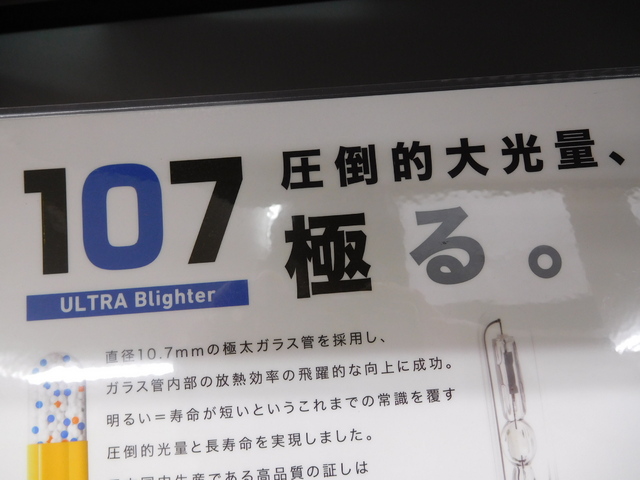 107
ULTRA Blighter
圧倒的大光量、
極る。
直径10.7mmの極太ガラス管を採用し、
ガラス管内部の放熱効率の飛躍的な向上に成功。
明るい＝寿命が短いというこれまでの常識を覆す
圧倒的光量と長寿命を実現しました。
国内生産である高品質の証しは